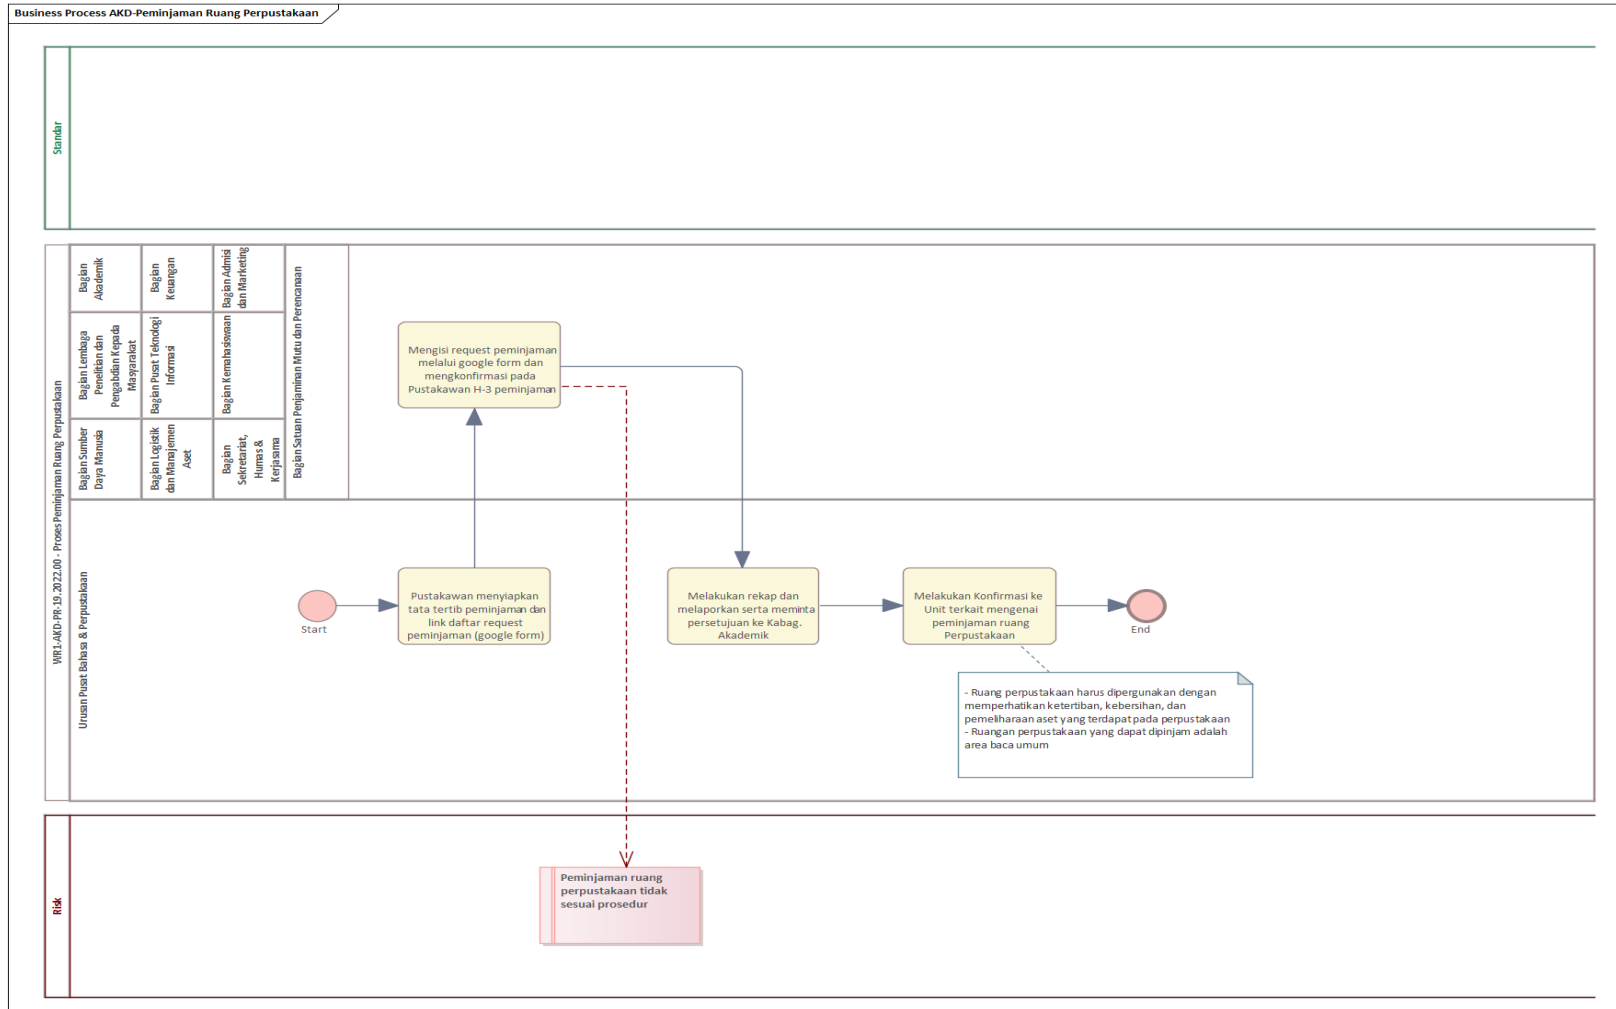 Business Process AKD-Peminjaman Ruang Perpustakaan
Standar
WR1-AKD-PR-19.2022.00 - Proses Peminjaman Ruang Perpustakaan
Bagian
Akademik
Bagian
Keuangan
Bagian Admisi
dan Marketing
Bagian Lembaga
Penelitian dan
Pengabdian Kepada
Masyarakat
Bagian Pusat Teknologi
Informasi
Bagian Kemahasiswaan
Bagian Sumber
Daya Manusia
Bagian Logistik
dan Manajemen
Aset
Bagian
Sekretariat,
Humas &
Kerjasama
Bagian Satuan Penjaminan Mutu dan Perencanaan
Mengisi request peminjaman
melalui google form dan
mengkonfirmasi pada
Pustakawan H-3 peminjaman
Urusan Pusat Bahasa & Perpustakaan
Start
Pustakawan menyiapkan
tata tertib peminjaman dan
link daftar request
peminjaman (google form)
Melakukan rekap dan
melaporkan serta meminta
persetujuan ke Kabag.
Akademik
Melakukan Konfirmasi ke
Unit terkait mengenai
peminjaman ruang
Perpustakaan
End
- Ruang perpustakaan harus dipergunakan dengan
memperhatikan ketertiban, kebersihan, dan
pemeliharaan aset yang terdapat pada perpustakaan
- Ruangan perpustakaan yang dapat dipinjam adalah
area baca umum
Risk
Peminjaman ruang
perpustakaan tidak
sesuai prosedur